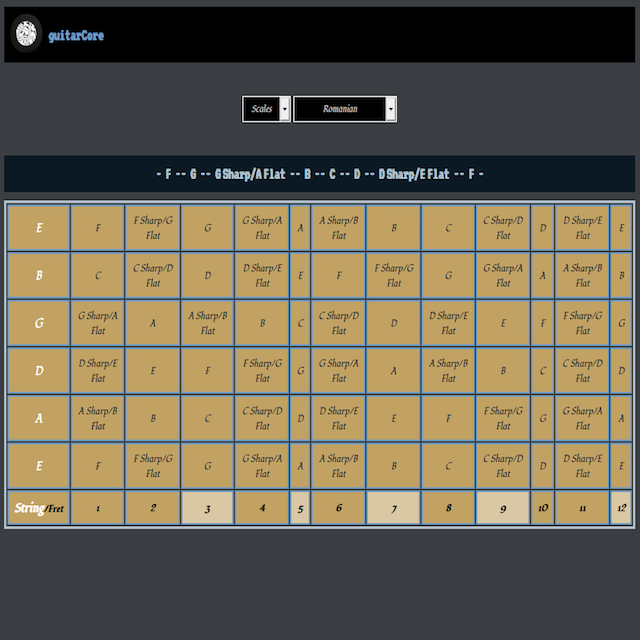 guitarCore
Scales Romanian
- F -- G -- G Sharp/A Flat -- B -- C -- D -- D Sharp/E Flat -- F -
E F F Sharp/G Flat G G Sharp/A Flat A A Sharp/B Flat B C C Sharp/D Flat D D Sharp/E Flat E
B C C Sharp/D Flat D D Sharp/E Flat E F F Sharp/G Flat G G Sharp/A Flat A A Sharp/B Flat B
G G Sharp/A Flat A A Sharp/B Flat B C C Sharp/D Flat D D Sharp/E Flat E F F Sharp/G Flat G
D D Sharp/E Flat E F F Sharp/G Flat G G Sharp/A Flat A A Sharp/B Flat B C C Sharp/D Flat D
A A Sharp/B Flat B C C Sharp/D Flat D D Sharp/E Flat E F F Sharp/G Flat G G Sharp/A Flat A
E F F Sharp/G Flat G G Sharp/A Flat A A Sharp/B Flat B C C Sharp/D Flat D D Sharp/E Flat E
String/Fret 1 2 3 4 5 6 7 8 9 10 11 12